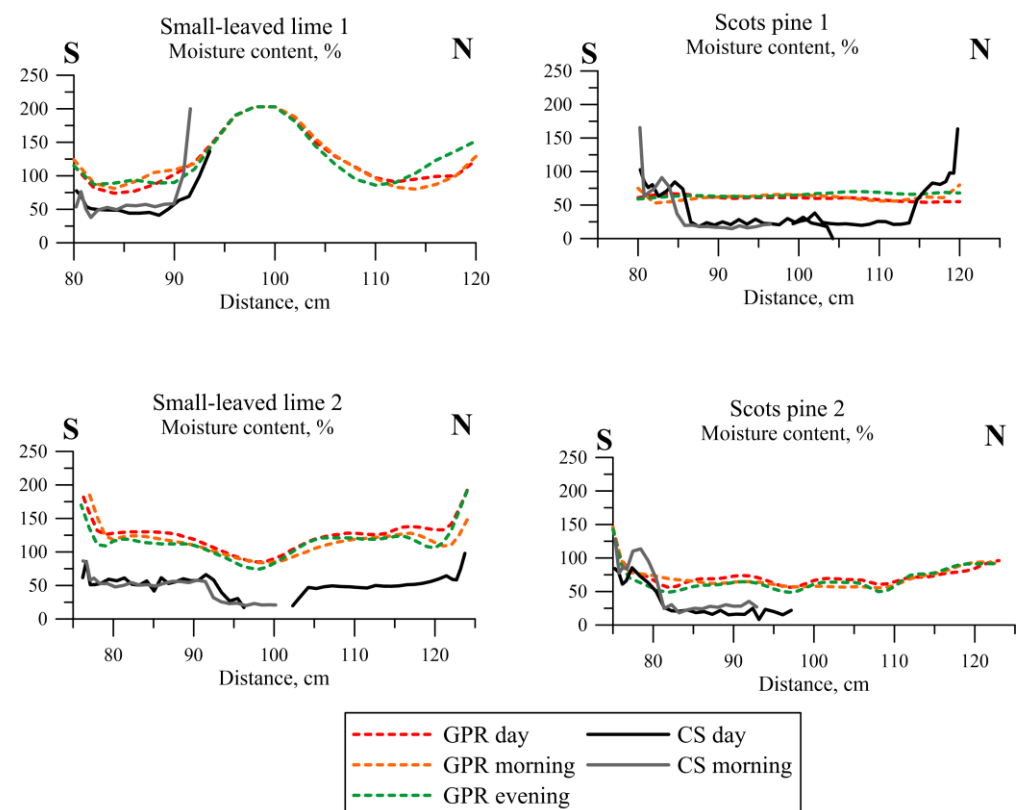 Small-leaved lime 1
Moisture content, %
S
N
250
200
150
100
50
0
80
90
100
110
120
Distance, cm
Scots pine 1
Moisture content, %
S
N
250
200
150
100
50
0
80
90
100
110
120
Distance, cm
Small-leaved lime 2
Moisture content, %
S
N
250
200
150
100
50
0
80
90
100
110
120
Distance, cm
Scots pine 2
Moisture content, %
S
N
250
200
150
100
50
0
80
90
100
110
120
Distance, cm
GPR day
CS day
GPR morning
CS morning
GPR evening